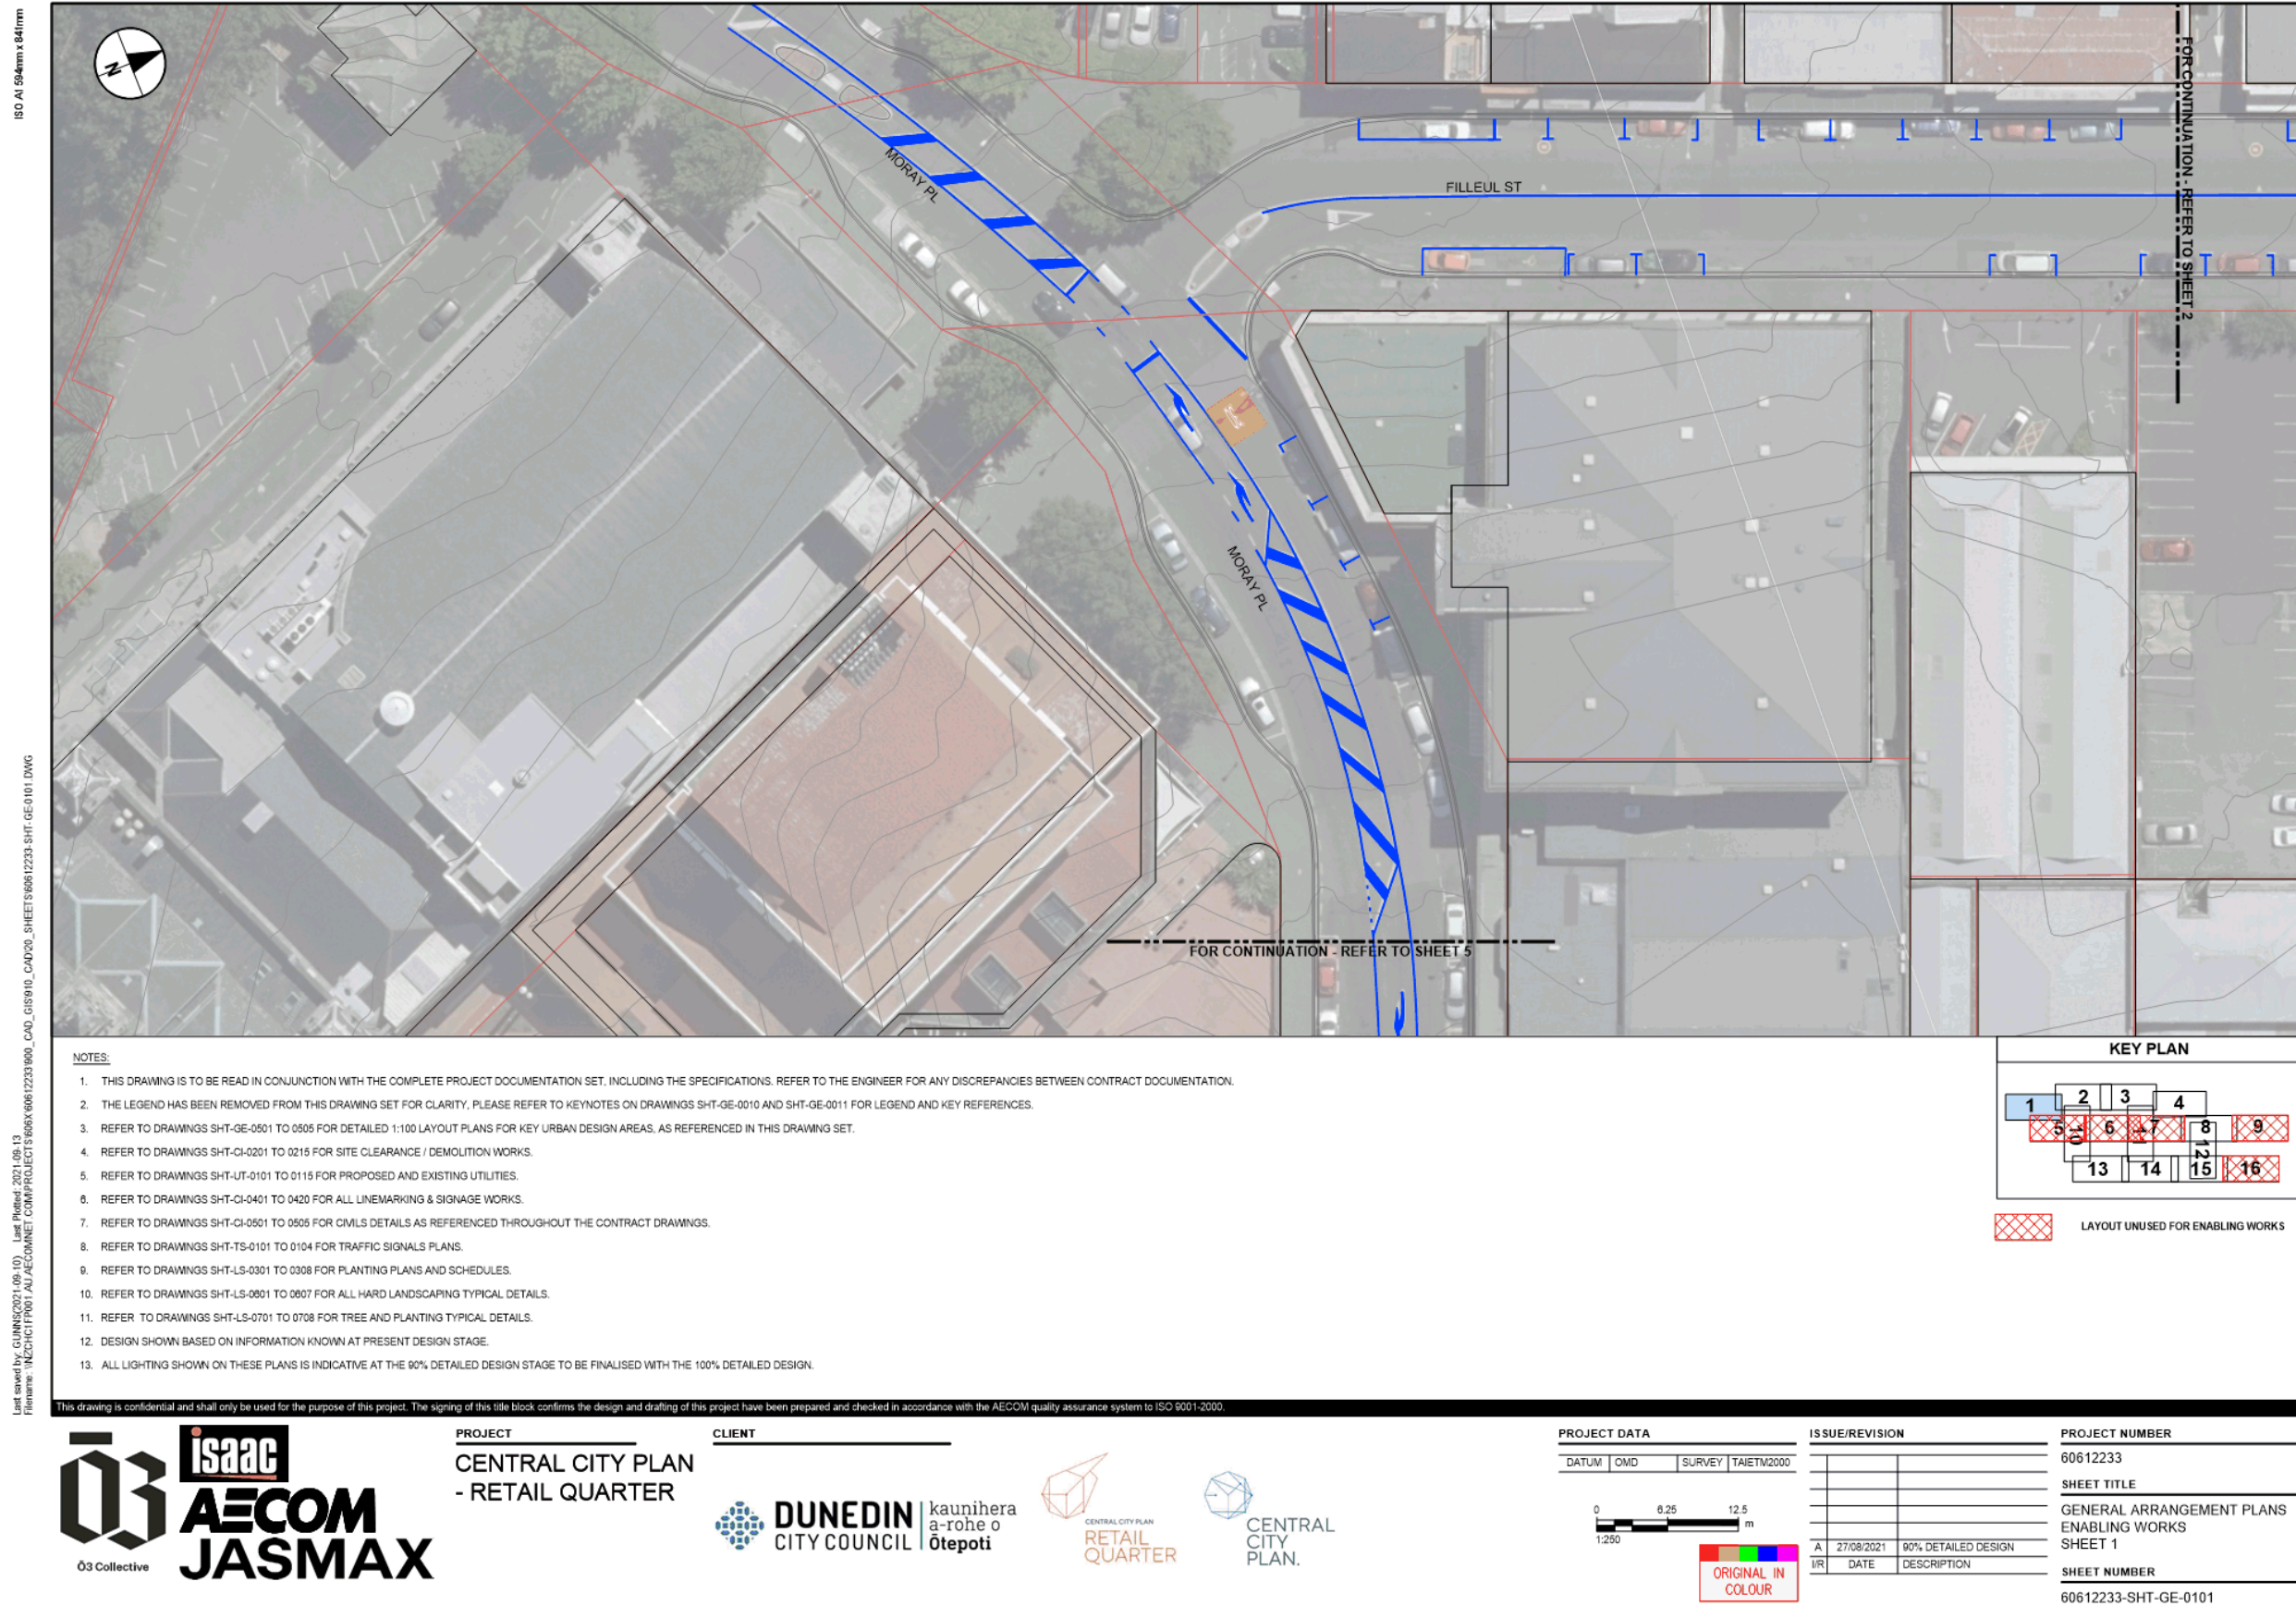 ISO A1 594mm x 841mm
Last saved by: GUNNS(2021-09-10) Last Plotted: 2021-09-13
N
MORAY PL
FILLEUL ST
FOR CONTINUATION - REFER TO SHEET 2
MORAY PL
FOR CONTINUATION - REFER TO SHEET 5
NOTES:
1. THIS DRAWING IS TO BE READ IN CONJUNCTION WITH THE COMPLETE PROJECT DOCUMENTATION SET, INCLUDING THE SPECIFICATIONS. REFER TO THE ENGINEER FOR ANY DISCREPANCIES BETWEEN CONTRACT DOCUMENTATION.
2. THE LEGEND HAS BEEN REMOVED FROM THIS DRAWING SET FOR CLARITY, PLEASE REFER TO KEYNOTES ON DRAWINGS SHT-GE-0010 AND SHT-GE-0011 FOR LEGEND AND KEY REFERENCES.
3. REFER TO DRAWINGS SHT-GE-0501 TO 0505 FOR DETAILED 1:100 LAYOUT PLANS FOR KEY URBAN DESIGN AREAS, AS REFERENCED IN THIS DRAWING SET.
4. REFER TO DRAWINGS SHT-CI-0201 TO 0215 FOR SITE CLEARANCE / DEMOLITION WORKS.
5. REFER TO DRAWINGS SHT-UT-0101 TO 0115 FOR PROPOSED AND EXISTING UTILITIES.
6. REFER TO DRAWINGS SHT-CI-0401 TO 0420 FOR ALL LINEMARKING & SIGNAGE WORKS.
7. REFER TO DRAWINGS SHT-CI-0501 TO 0505 FOR CIVILS DETAILS AS REFERENCED THROUGHOUT THE CONTRACT DRAWINGS.
8. REFER TO DRAWINGS SHT-TS-0101 TO 0104 FOR TRAFFIC SIGNALS PLANS.
9. REFER TO DRAWINGS SHT-LS-0301 TO 0308 FOR PLANTING PLANS AND SCHEDULES.
10. REFER TO DRAWINGS SHT-LS-0601 TO 0607 FOR ALL HARD LANDSCAPING TYPICAL DETAILS.
11. REFER TO DRAWINGS SHT-LS-0701 TO 0708 FOR TREE AND PLANTING TYPICAL DETAILS.
12. DESIGN SHOWN BASED ON INFORMATION KNOWN AT PRESENT DESIGN STAGE.
13. ALL LIGHTING SHOWN ON THESE PLANS IS INDICATIVE AT THE 90% DETAILED DESIGN STAGE TO BE FINALISED WITH THE 100% DETAILED DESIGN.
KEY PLAN
2 3 4
1
5 10 6 7 8 9
12
13 14 15 16
LAYOUT UNUSED FOR ENABLING WORKS
This drawing is confidential and shall only be used for the purpose of this project. The signing of this title block confirms the design and drafting of this project have been prepared and checked in accordance with the AECOM quality assurance system to ISO 9001-2000.
Ō3
Ō3 Collective
isaac
AECOM
JASMAX
PROJECT
CENTRAL CITY PLAN
- RETAIL QUARTER
CLIENT
DUNEDIN
CITY COUNCIL
kaunihera
a-rohe o
Ōtepoti
CENTRAL CITY PLAN
RETAIL
QUARTER
CENTRAL
CITY
PLAN.
PROJECT DATA
DATUM OMD SURVEY TAIETM2000
0 6.25 12.5
m
1:250
ORIGINAL IN
COLOUR
ISSUE/REVISION
A 27/08/2021 90% DETAILED DESIGN
I/R DATE DESCRIPTION
PROJECT NUMBER
60612233
SHEET TITLE
GENERAL ARRANGEMENT PLANS
ENABLING WORKS
SHEET 1
SHEET NUMBER
60612233-SHT-GE-0101